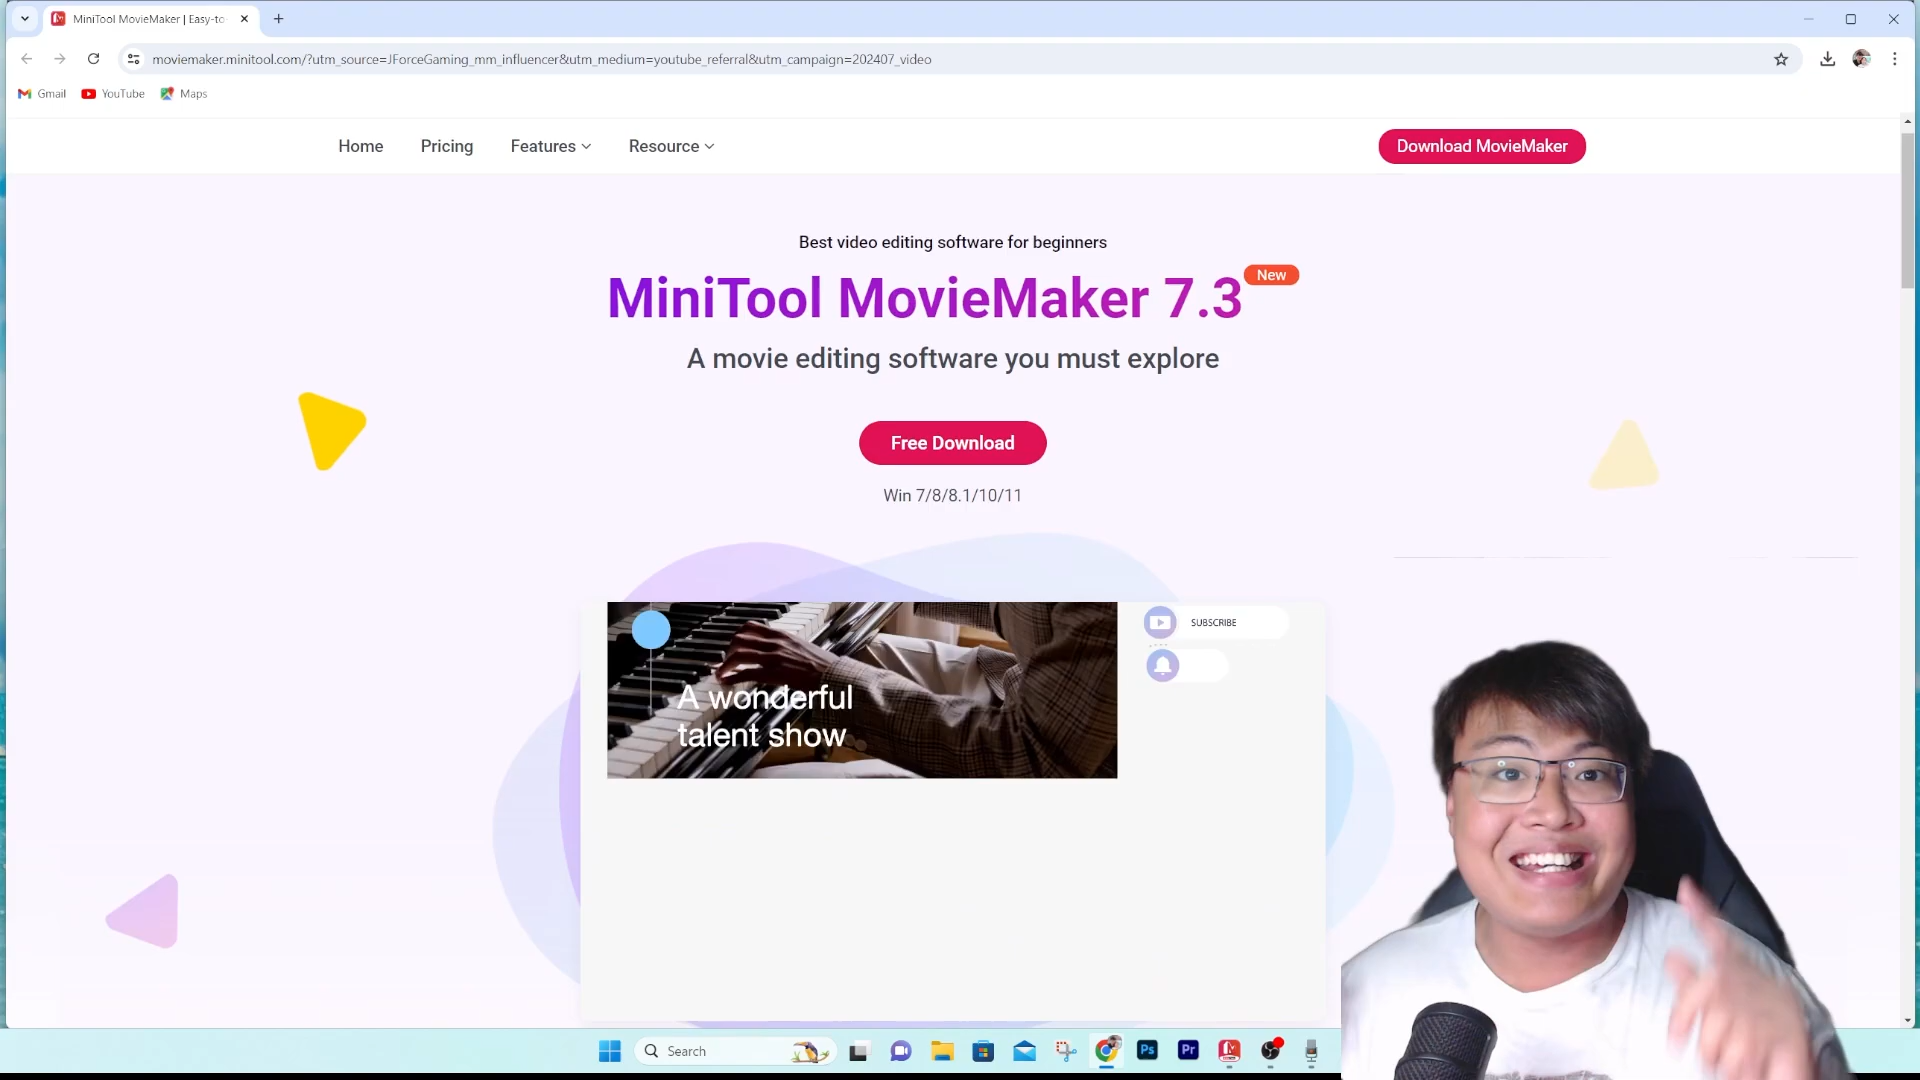 MiniTool MovieMaker | Easy-to-
moviemaker.minitool.com/?utm_source=JForceGaming_mm_influencer&utm_medium=youtube_referral&utm_campaign=202407_video
Gmail YouTube Maps
Home Pricing Features Resource Download MovieMaker
Best video editing software for beginners
New
MiniTool MovieMaker 7.3
A movie editing software you must explore
Free Download
Win 7/8/8.1/10/11
SUBSCRIBE
A wonderful
talent show
Search
Ps
Pr